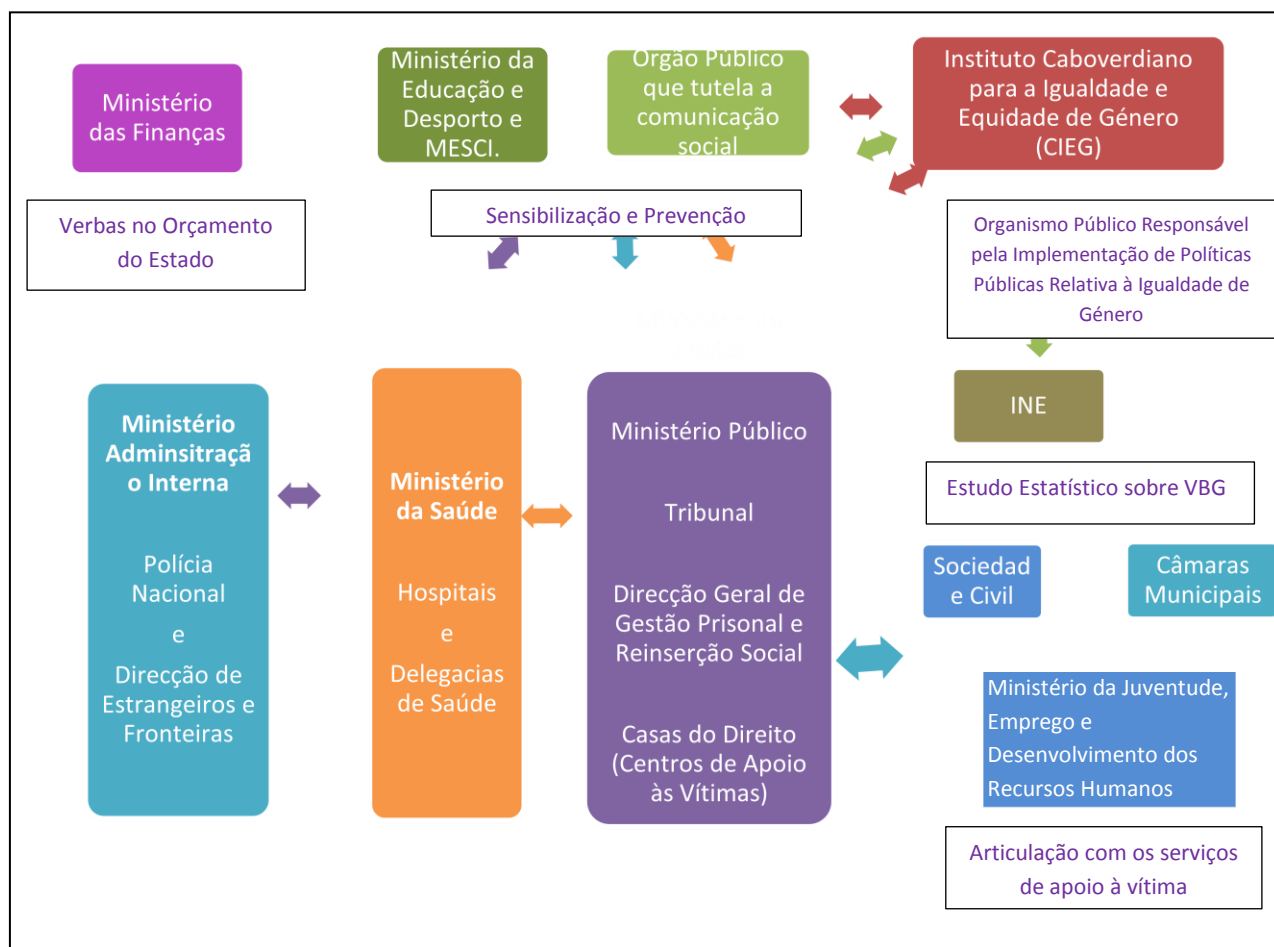 Ministério
das Finanças
Ministério da
Educação e
Desporto e
MESCI.
Orgão Público
que tutela a
comunicação
social
Instituto Caboverdiano
para a Igualdade e
Equidade de Género
(CIEG)
Verbas no Orçamento
do Estado
Sensibilização e Prevenção
Organismo Público Responsável
pela Implementação de Políticas
Públicas Relativa à Igualdade de
Género
Ministério
Adminsitraçã
o Interna
Polícia
Nacional
e
Direcção de
Estrangeiros e
Fronteiras
Ministério
da Saúde
Hospitais
e
Delegacias
de Saúde
Ministério Público
Tribunal
Direcção Geral de
Gestão Prisonal e
Reinserção Social
Casas do Direito
(Centros de Apoio
às Vítimas)
INE
Estudo Estatístico sobre VBG
Sociedad
e Civil
Câmaras
Municipais
Ministério da Juventude,
Emprego e
Desenvolvimento dos
Recursos Humanos
Articulação com os serviços
de apoio à vítima